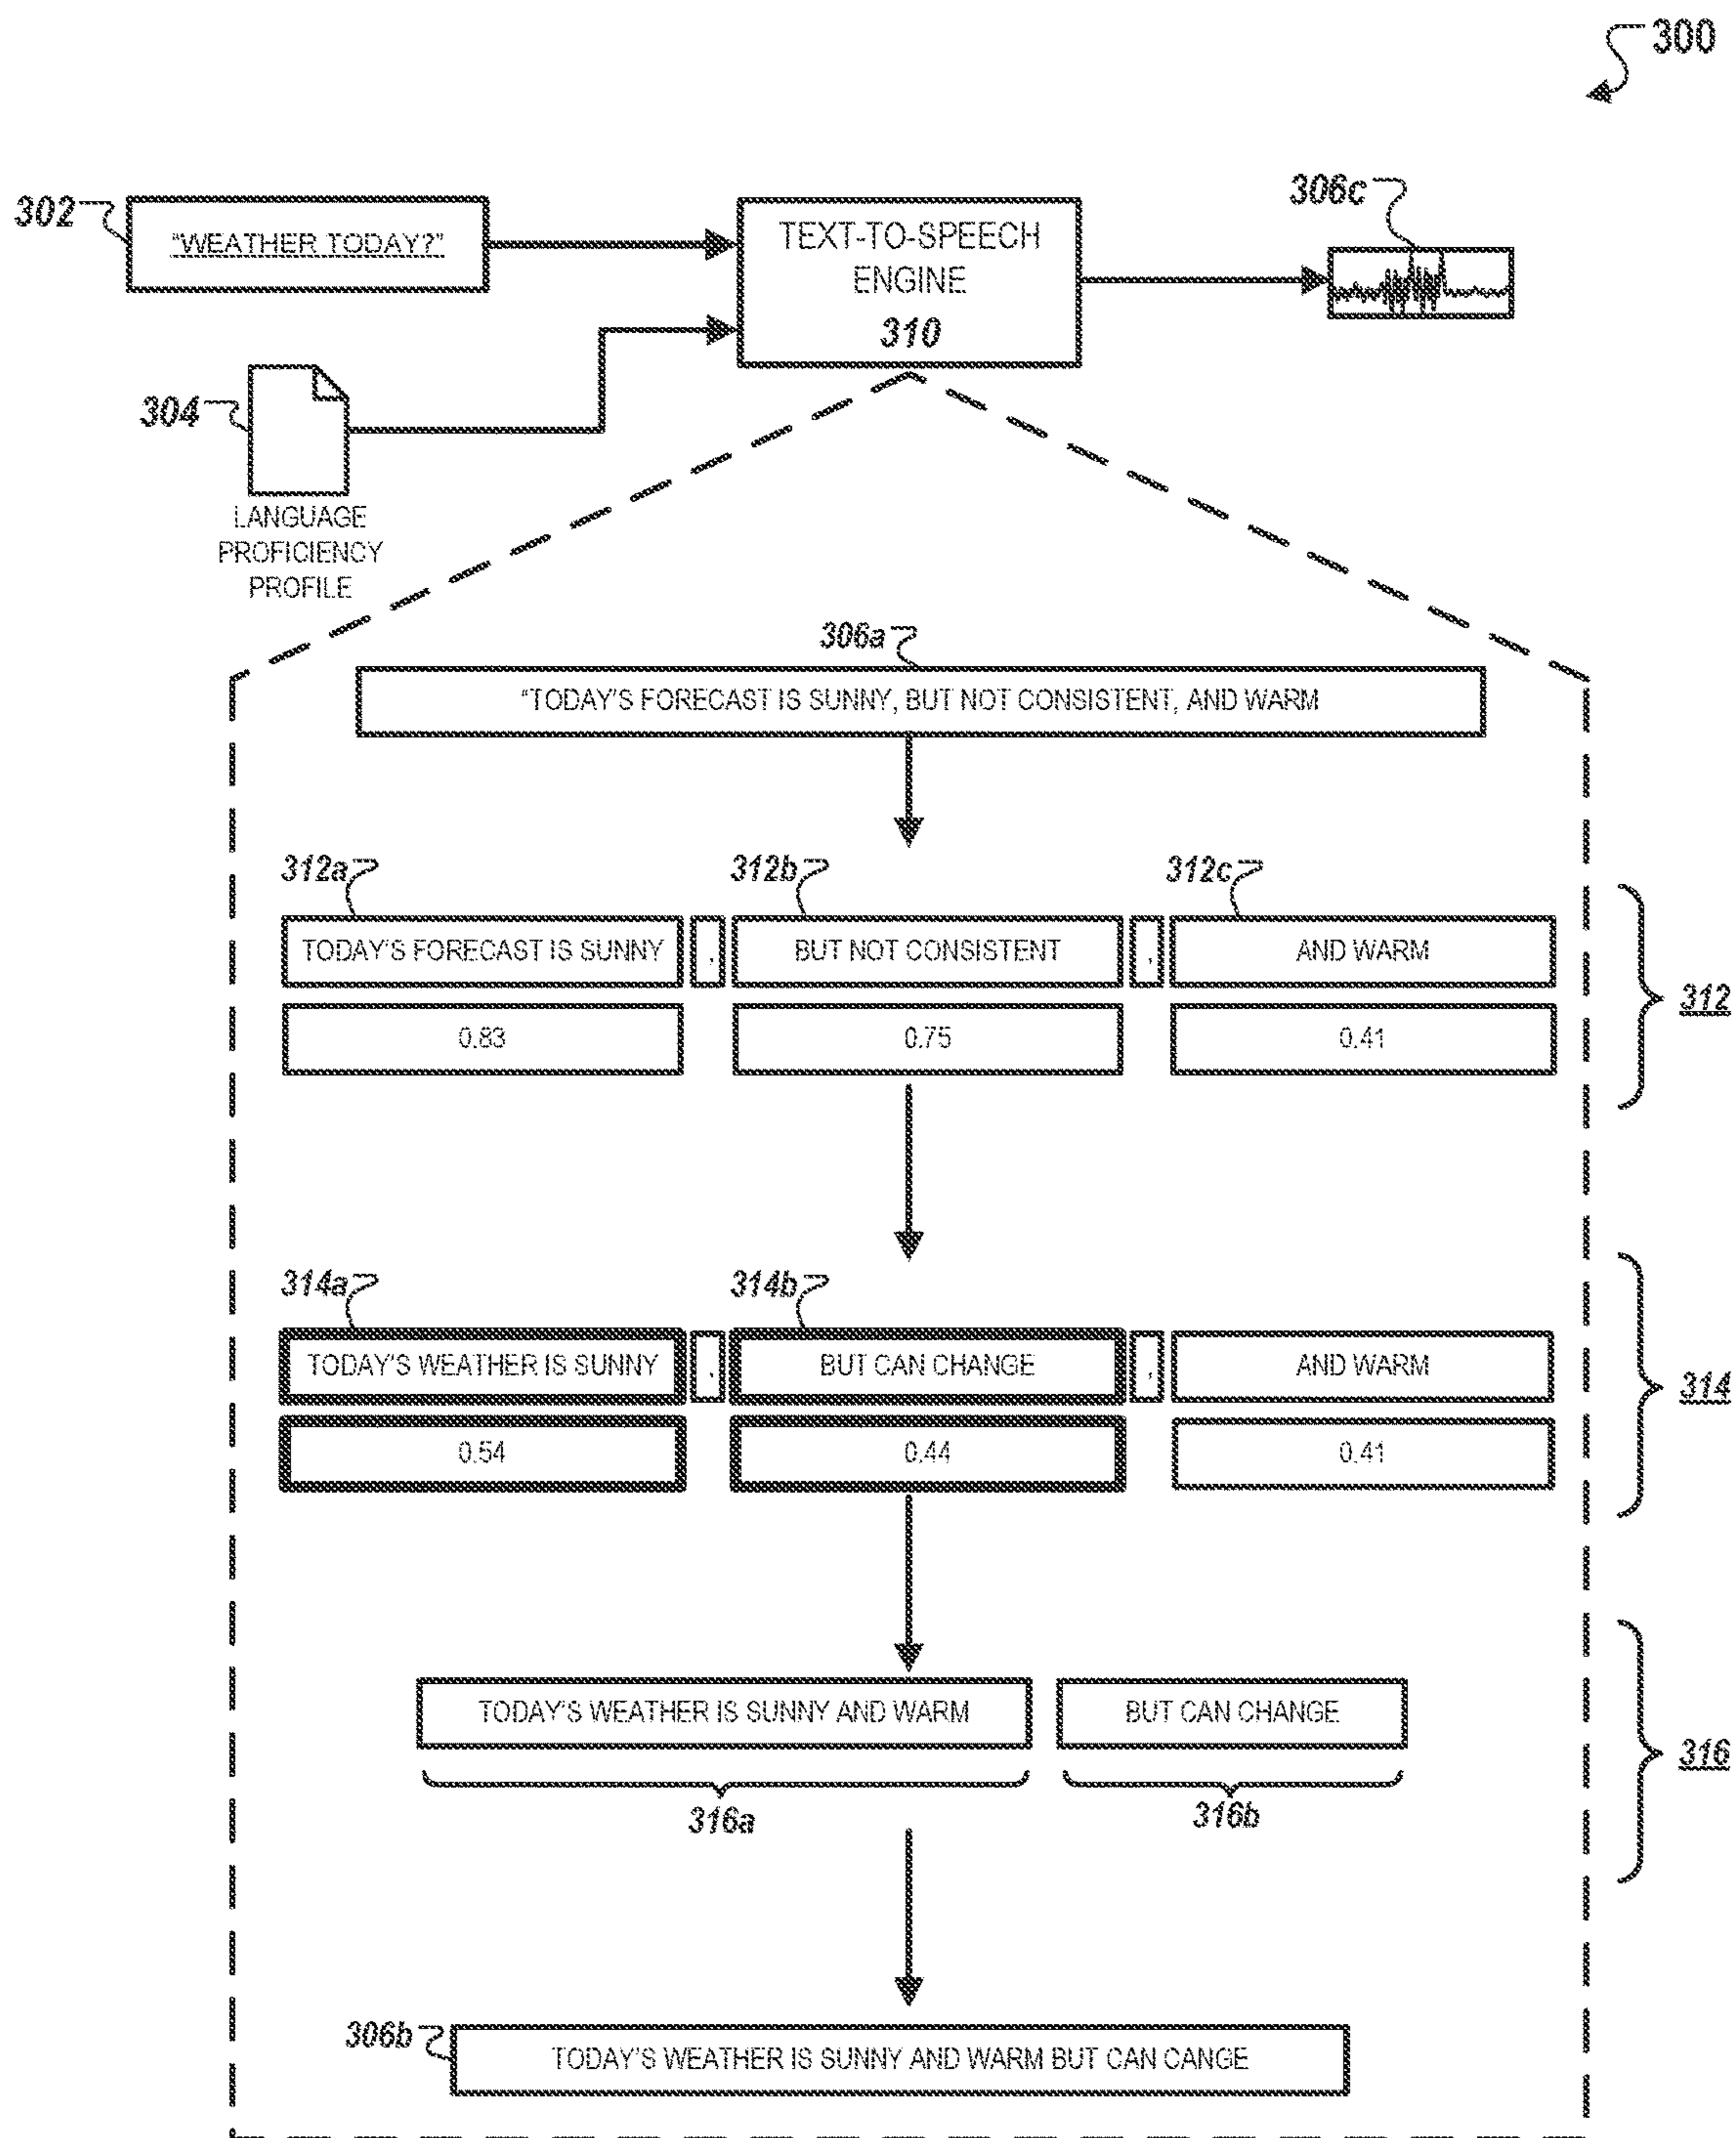 300
306c
302
"WEATHER TODAY?"
TEXT-TO-SPEECH
ENGINE
310
304
LANGUAGE
PROFICIENCY
PROFILE
306a
"TODAY'S FORECAST IS SUNNY, BUT NOT CONSISTENT, AND WARM
312a
312b
312c
TODAY'S FORECAST IS SUNNY , BUT NOT CONSISTENT , AND WARM
312
0.83 0.75 0.41
314a
314b
TODAY'S WEATHER IS SUNNY , BUT CAN CHANGE , AND WARM
314
0.54 0.44 0.41
TODAY'S WEATHER IS SUNNY AND WARM BUT CAN CHANGE
316
316a
316b
306b
TODAY'S WEATHER IS SUNNY AND WARM BUT CAN CANGE